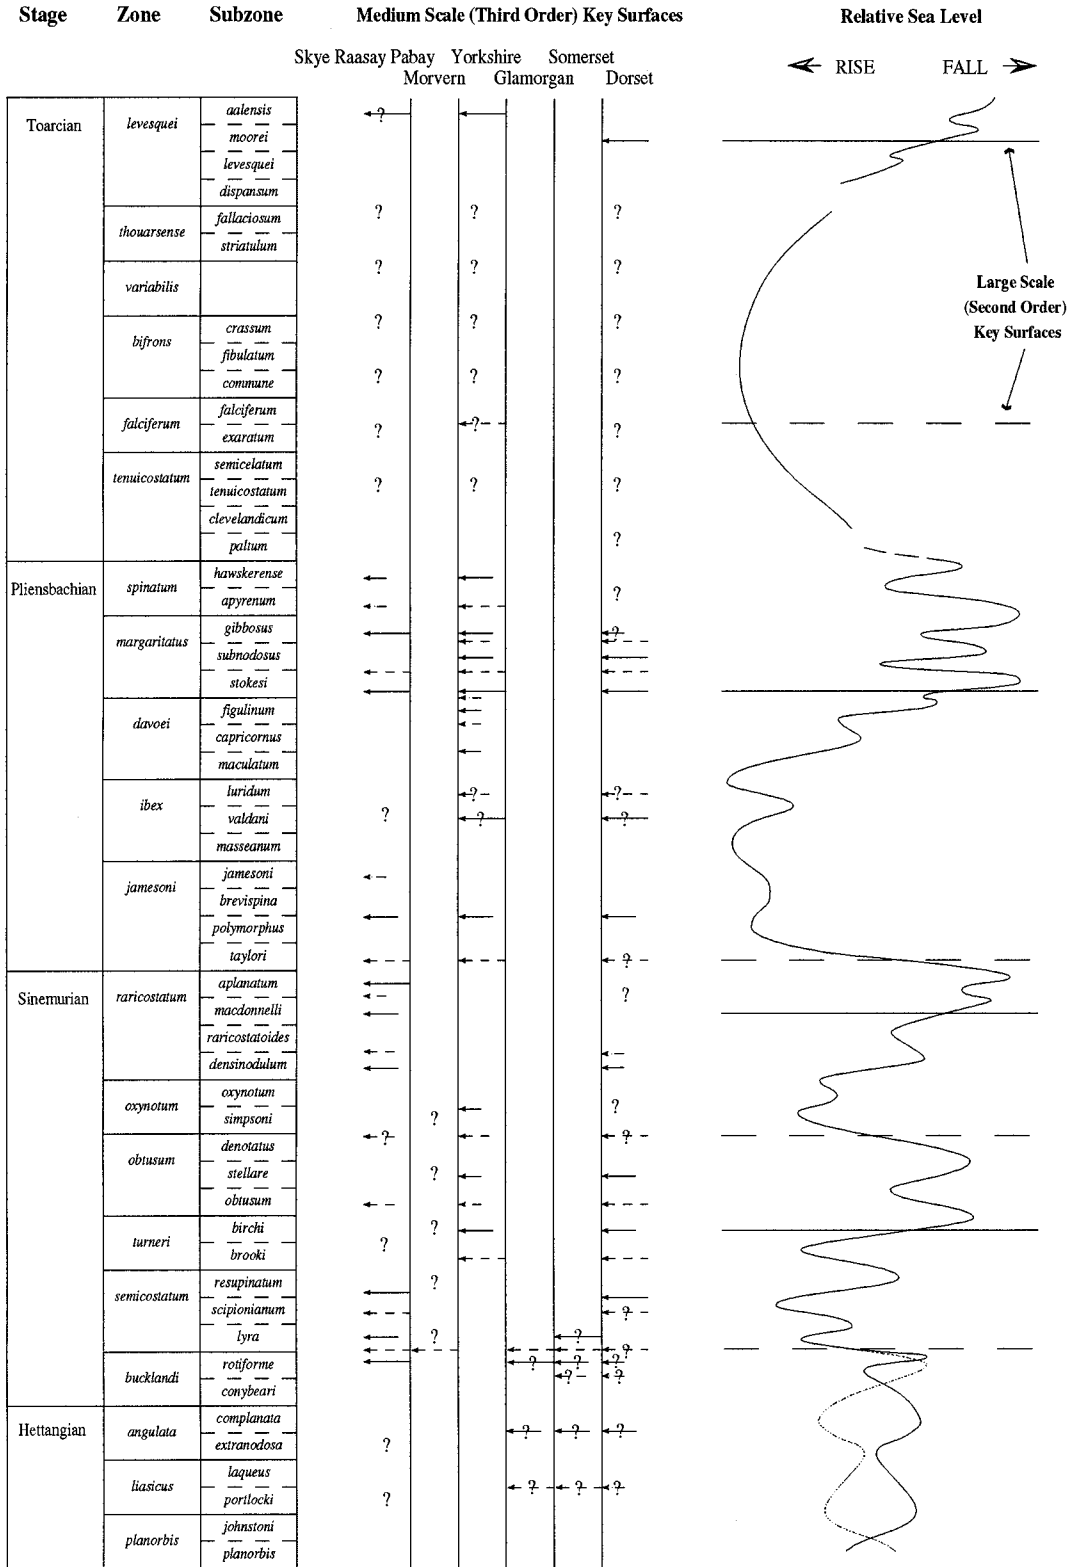 Stage Zone Subzone Medium Scale (Third Order) Key Surfaces Relative Sea Level
Skye Raasay Pabay Yorkshire Somerset
Morvern Glamorgan Dorset
RISE FALL
Toarcian levesquei aalensis ?
moorei
levesquei
dispansum
? ? ?
thouarsense fallaciosum
striatulum
? ? ?
variabilis
Large Scale
(Second Order)
Key Surfaces
? ? ?
bifrons crassum
fibulatum
commune
? ? ?
falciferum falciferum
?
exaratum
? ?
tenuicostatum semicelatum
tenuicostatum
? ? ?
clevelandicum
paltum
?
Pliensbachian spinatum hawskerense
apyrenum
?
margaritatus gibbosus
?
subnodosus
stokesi
davoei figulinum
capricornus
maculatum
ibex luridum
? ?
valdani
? ? ?
masseanum
jamesoni jamesoni
brevispina
polymorphus
taylori
?
Sinemurian raricostatum aplanatum
?
macdonnelli
raricostatoides
densinodulum
oxynotum oxynotum
?
simpsoni
?
obtusum denotatus
? ?
stellare
?
obtusum
turneri birchi
?
?
brooki
semicostatum resupinatum
?
scipionianum
?
lyra
? ?
?
bucklandi rotiforme
? ? ?
? ?
conybeari
Hettangian angulata complanata
? ? ?
extranodosa
?
liasicus laqueus
? ? ?
portlocki
?
planorbis johnstoni
planorbis